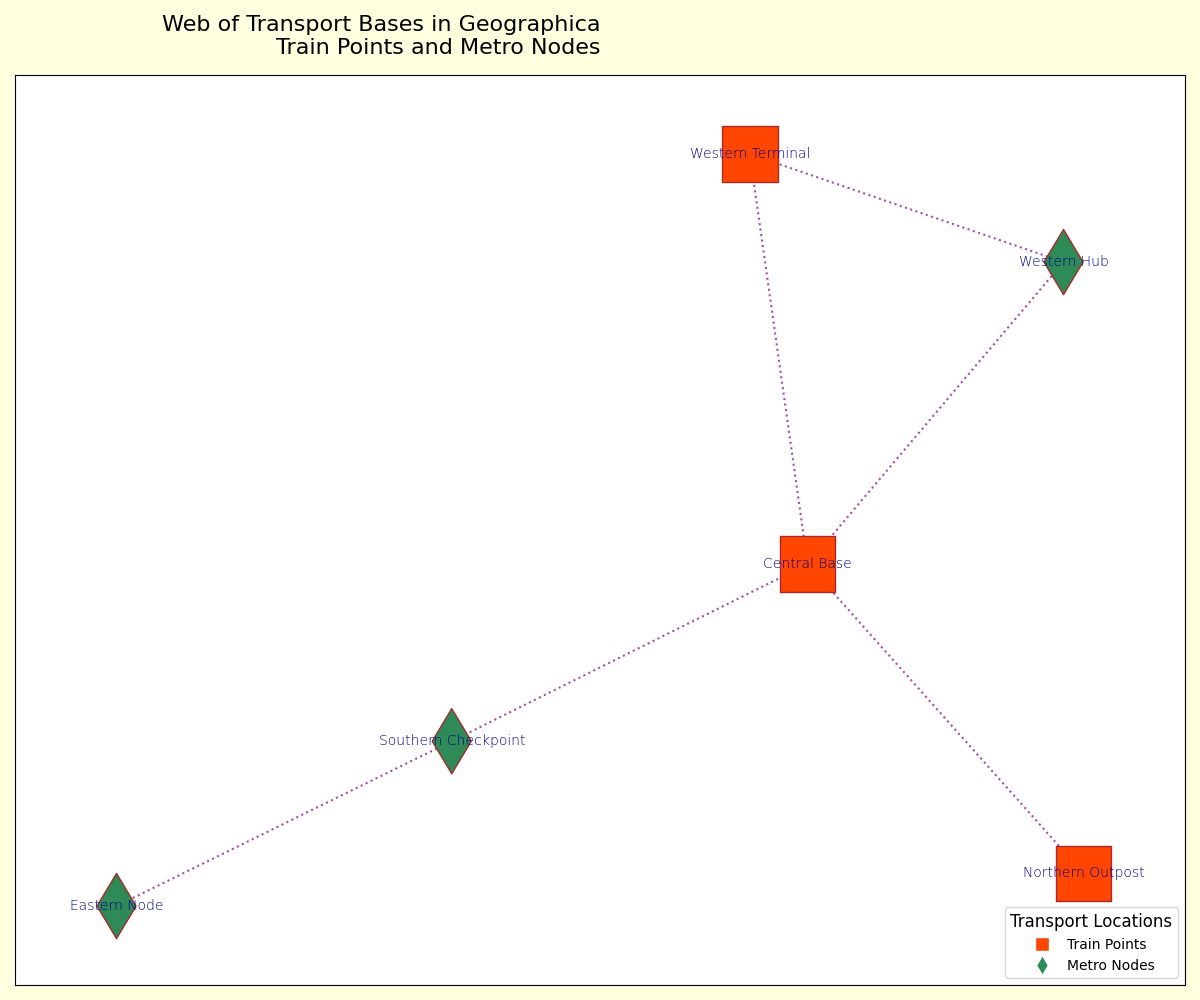 Web of Transport Bases in Geographica
Train Points and Metro Nodes
Western Terminal
Western Hub
Central Base
Southern Checkpoint
Northern Outpost
Eastern Node
Transport Locations
Train Points
Metro Nodes